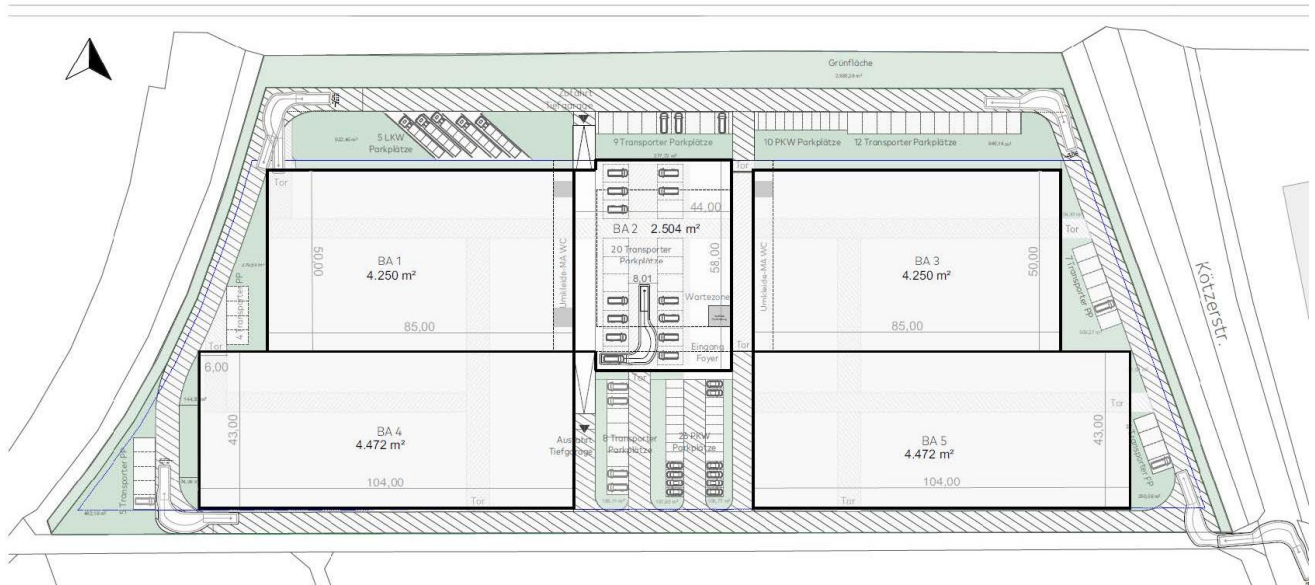 Grünfläche
Zufahrt
Tiefgarage
5 LKW
Parkplätze
9 Transporter Parkplätze
10 PKW Parkplätze
12 Transporter Parkplätze
Tor
Tor
44,00
BA 2 2.504 m²
20 Transporter
Parkplätze
8,01
58,00
Wartezone
Eingang
Foyer
Tor
BA 1
4.250 m²
50,00
85,00
Umkleide-MA WC
Umkleide-MA WC
BA 3
4.250 m²
50,00
85,00
Tor
7 Transporter PP
Kötzerstr.
4 Transporter PP
Tor
6,00
Tor
43,00
BA 4
4.472 m²
104,00
Tor
Ausfahrt
Tiefgarage
8 Transporter
Parkplätze
PKW
Parkplätze
BA 5
4.472 m²
104,00
43,00
Tor
Tor
5 Transporter PP
Transporter PP